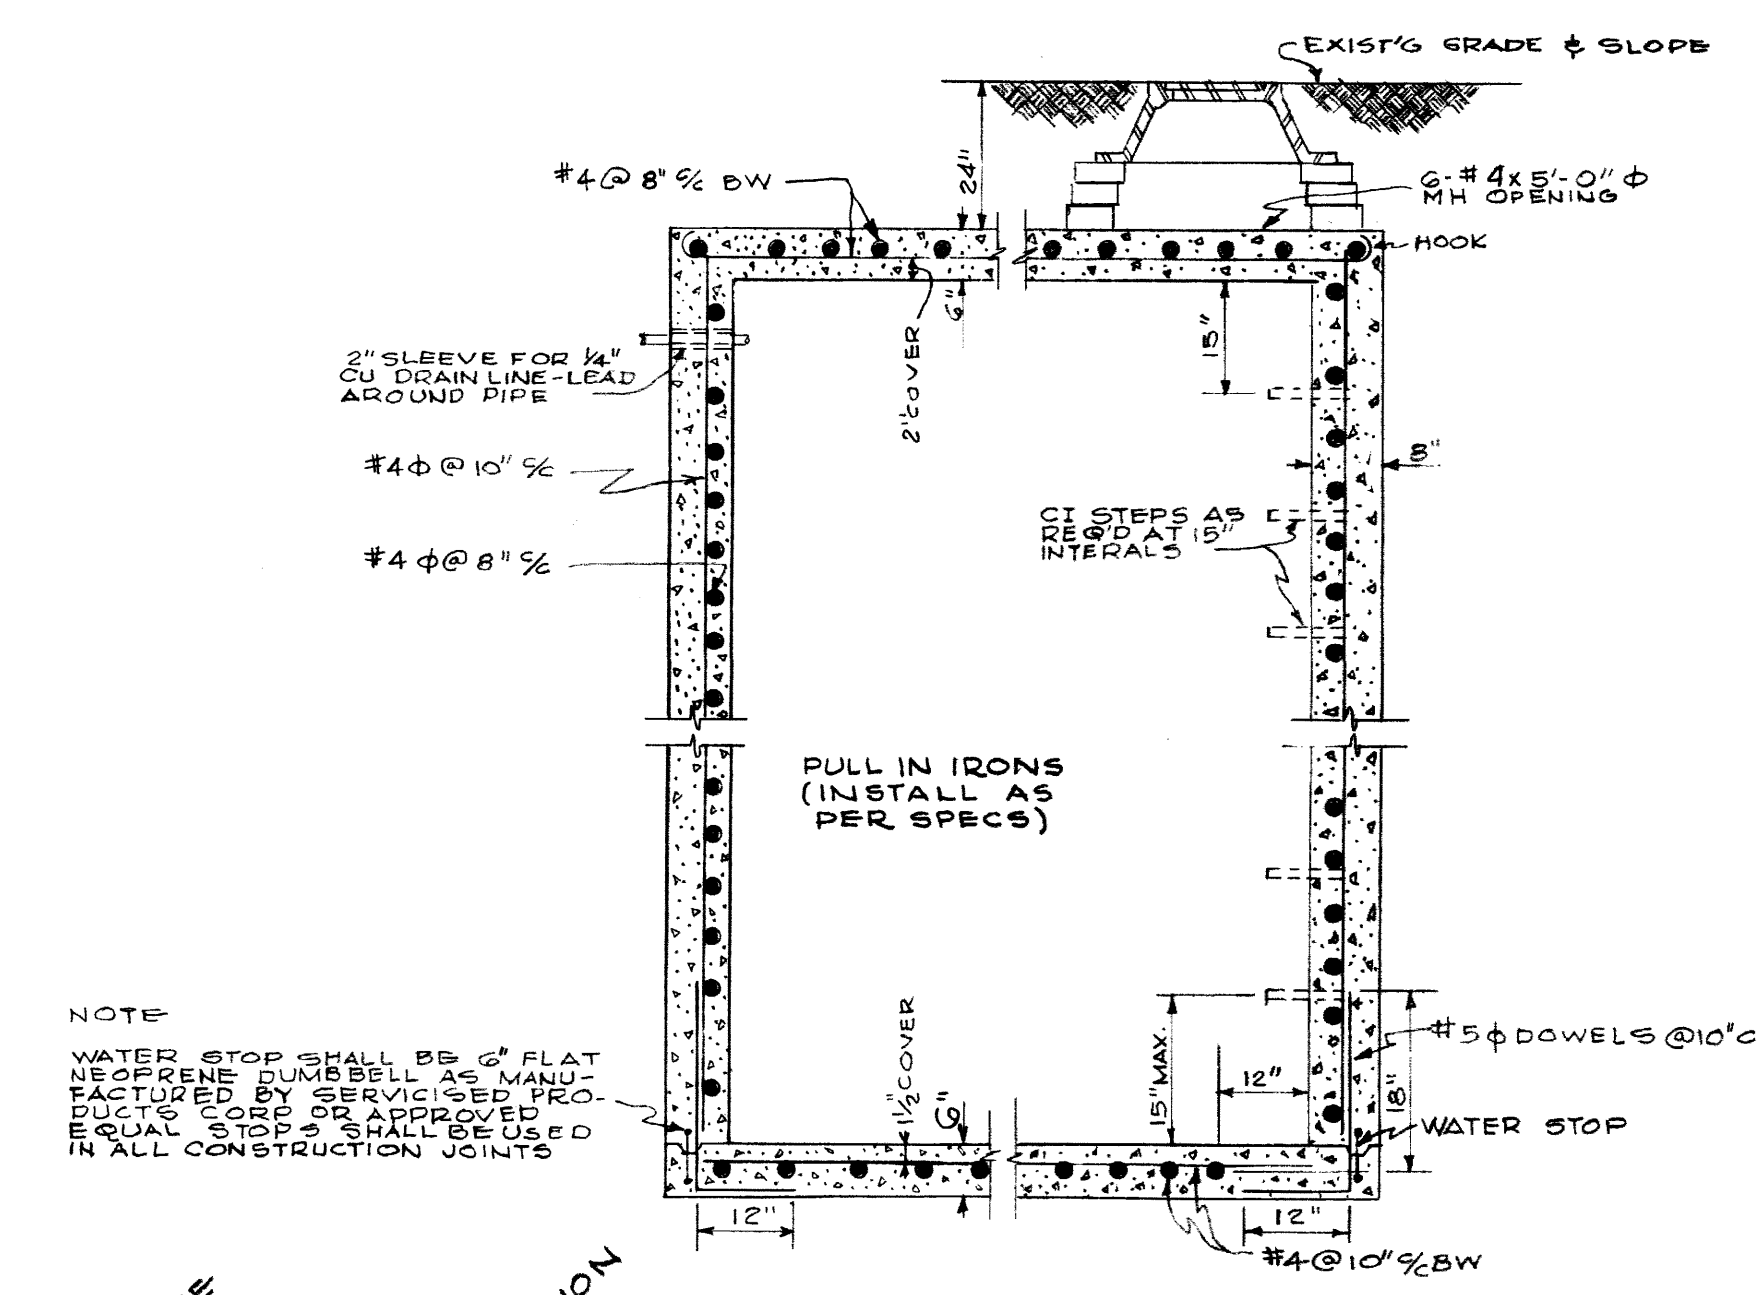 EXIST'G GRADE & SLOPE
24"
#4@ 8" C/C BW
6-#4x5'-0" ϕ
MH OPENING
HOOK
6"
2" COVER
15"
2" SLEEVE FOR 1/4"
CU DRAIN LINE-LEAD
AROUND PIPE
#4ϕ@10" C/C
8"
CI STEPS AS
REQ'D AT 15"
INTERALS
#4ϕ@8" C/C
PULL IN IRONS
(INSTALL AS
PER SPECS)
NOTE
WATER STOP SHALL BE 6" FLAT
NEOPRENE DUMBBELL AS MANU-
FACTURED BY SERVICISED PRO-
DUCTS CORP OR APPROVED
EQUAL STOPS SHALL BE USED
IN ALL CONSTRUCTION JOINTS
1 1/2" COVER
6"
15" MAX.
12"
18"
#5ϕ DOWELS @10"C
WATER STOP
12"
12"
#4@10" C/C BW
ON